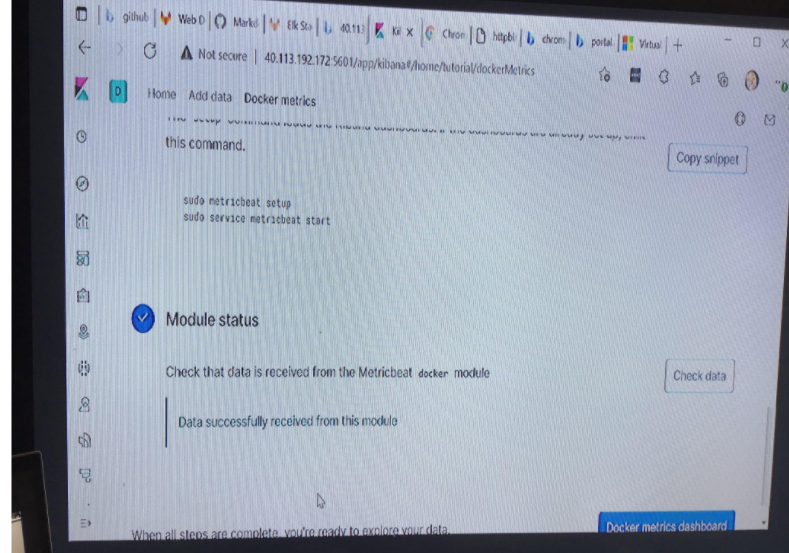 github
Web D
Marko
Elk Sta
40.113
Kil
Chron
httpbi
chrom
portal.
Virtual
Not secure
40.113.192.172:5601/app/kibana#/home/tutorial/dockerMetrics
D
Home Add data Docker metrics
this command.
Copy snippet
sudo metricbeat setup
sudo service metricbeat start
Module status
Check that data is received from the Metricbeat docker module
Check data
Data successfully received from this module
When all steps are complete, you're ready to explore your data.
Docker metrics dashboard